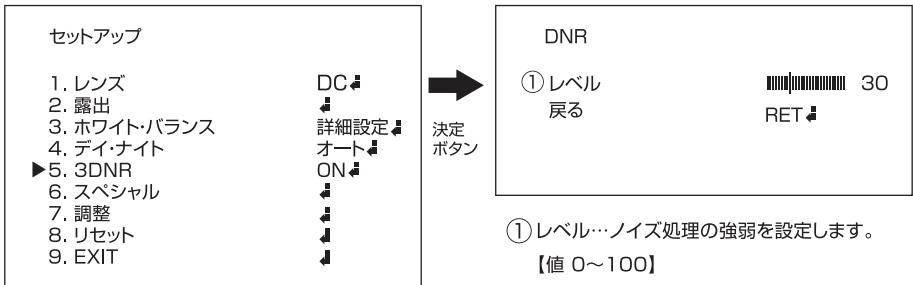 セットアップ
1. レンズ DC
2. 露出
3. ホワイト・バランス 詳細設定
4. デイ・ナイト オート
▶5. 3DNR ON
6. スペシャル
7. 調整
8. リセット
9. EXIT
決定
ボタン
DNR
①レベル 30
戻る RET
①レベル…ノイズ処理の強弱を設定します。
【値 0〜100】